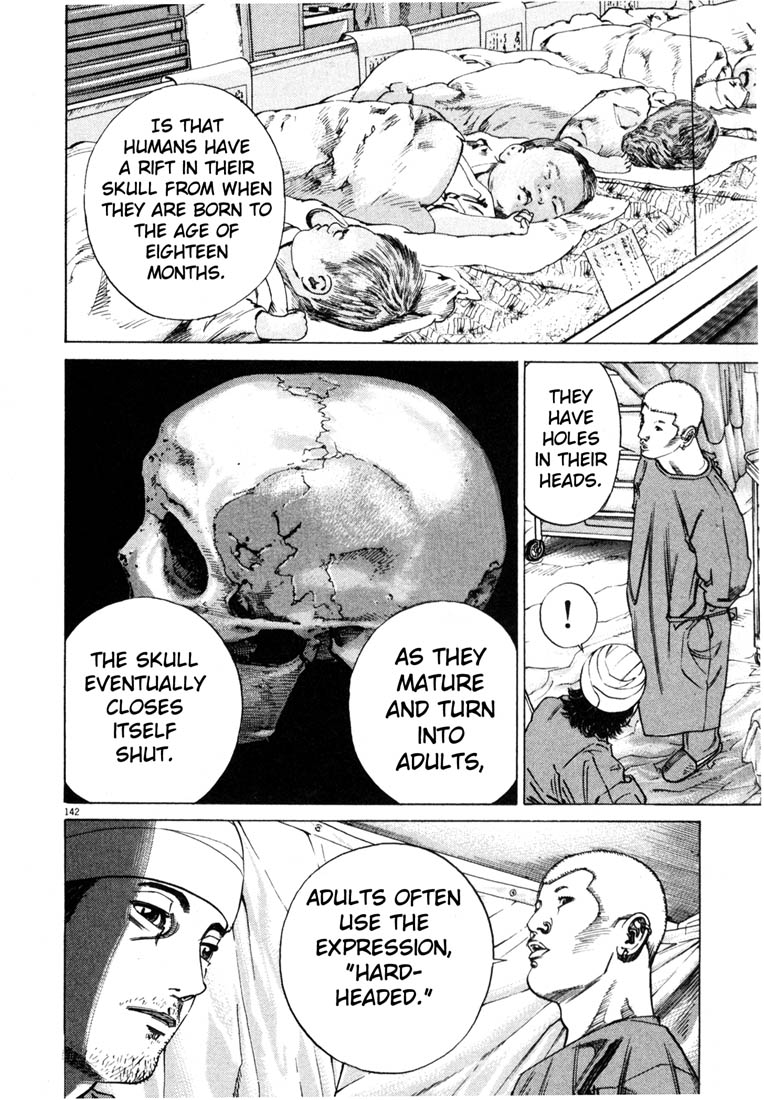 IS THAT
HUMANS HAVE
A RIFT IN THEIR
SKULL FROM WHEN
THEY ARE BORN TO
THE AGE OF
EIGHTEEN
MONTHS.
THEY
HAVE
HOLES
IN THEIR
HEADS.
!
AS THEY
MATURE
AND TURN
INTO
ADULTS,
THE SKULL
EVENTUALLY
CLOSES
ITSELF
SHUT.
142
ADULTS OFTEN
USE THE
EXPRESSION,
"HARD-
HEADED."